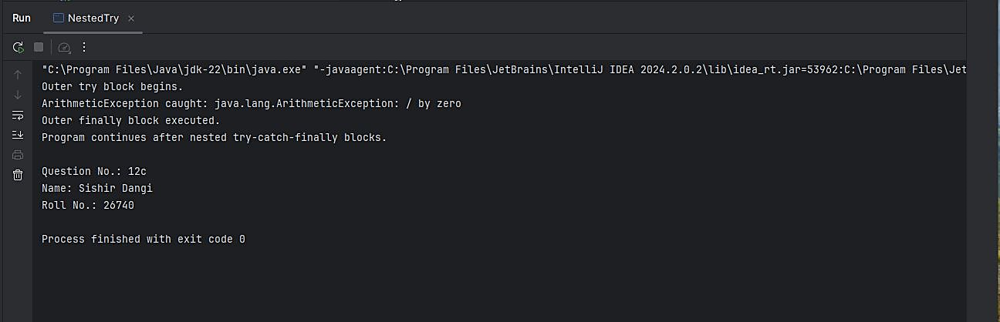 Run NestedTry
"C:\Program Files\Java\jdk-22\bin\java.exe" "-javaagent:C:\Program Files\JetBrains\IntelliJ IDEA 2024.2.0.2\lib\idea_rt.jar=53962:C:\Program Files\Jet
Outer try block begins.
ArithmeticException caught: java.lang.ArithmeticException: / by zero
Outer finally block executed.
Program continues after nested try-catch-finally blocks.
Question No.: 12c
Name: Sishir Dangi
Roll No.: 26740
Process finished with exit code 0